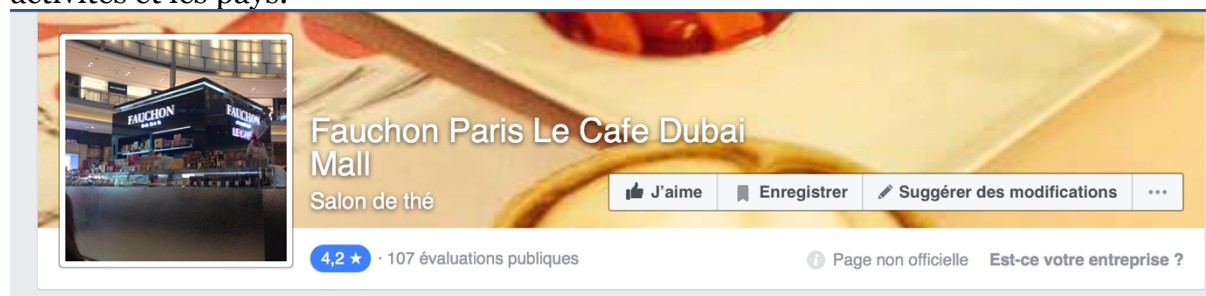 activités et les pays.
FAUCHON
PARIS
FAUCHON
LE CAFÉ
Fauchon Paris Le Cafe Dubai
Mall
Salon de thé
J’aime
Enregistrer
Suggérer des modifications
4,2 ★ · 107 évaluations publiques
Page non officielle
Est-ce votre entreprise ?